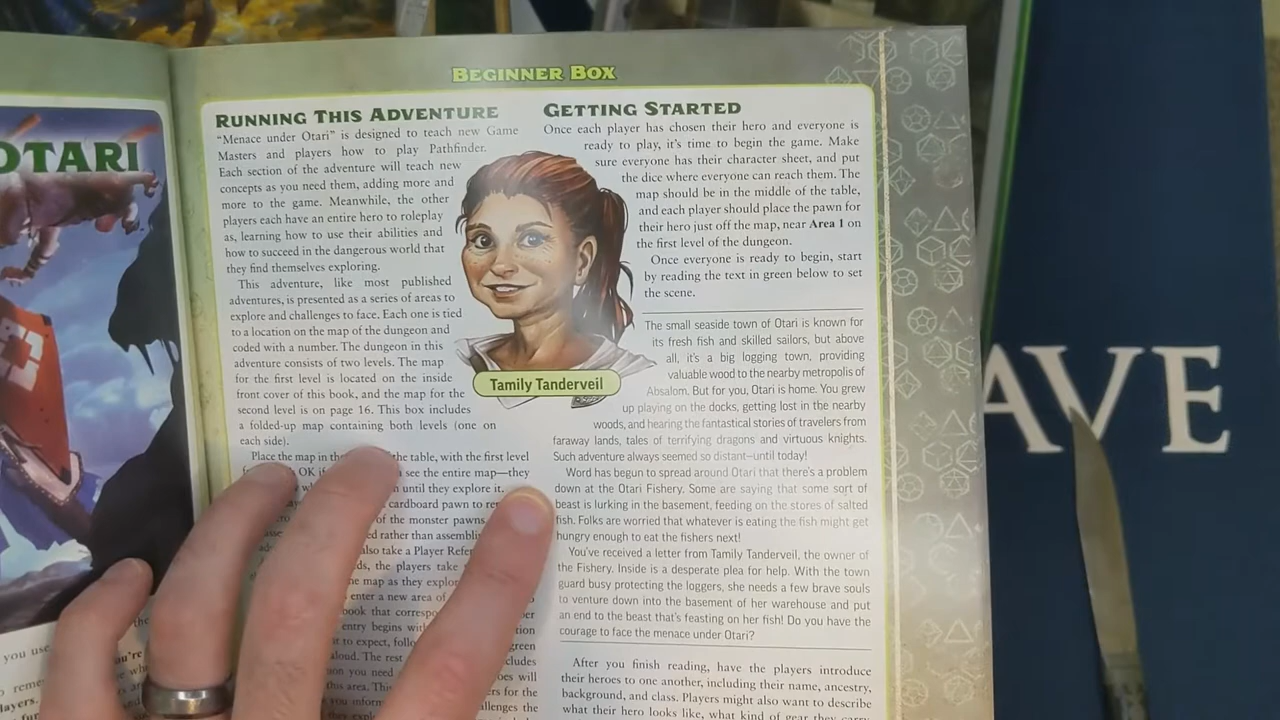 BEGINNER BOX
OTARI
RUNNING THIS ADVENTURE
"Menace under Otari" is designed to teach new Game
Masters and players how to play Pathfinder.
Each section of the adventure will teach new
concepts as you need them, adding more and
more to the game. Meanwhile, the other
players each have an entire hero to roleplay
as, learning how to use their abilities and
how to succeed in the dangerous world that
they find themselves exploring.
This adventure, like most published
adventures, is presented as a series of areas to
explore and challenges to face. Each one is tied
to a location on the map of the dungeon and
coded with a number. The dungeon in this
adventure consists of two levels. The map
for the first level is located on the inside
front cover of this book, and the map for the
second level is on page 16. This box includes
a folded-up map containing both levels (one on
each side).
Place the map in the table, with the first level
OK see the entire map—they
until they explore it.
cardboard pawn to
of the monster pawns
rather than
also take a Player
the players take
map as they
enter a new area of
book that
entry begins
to expect,
green
aloud. The rest
you need
will
this area.
for the
you
the
Tamily Tanderveil
GETTING STARTED
Once each player has chosen their hero and everyone is
ready to play, it's time to begin the game. Make
sure everyone has their character sheet, and put
the dice where everyone can reach them. The
map should be in the middle of the table,
and each player should place the pawn for
their hero just off the map, near Area 1 on
the first level of the dungeon.
Once everyone is ready to begin, start
by reading the text in green below to set
the scene.
The small seaside town of Otari is known for
its fresh fish and skilled sailors, but above
all, it's a big logging town, providing
valuable wood to the nearby metropolis of
Absalom. But for you, Otari is home. You grew
up playing on the docks, getting lost in the nearby
woods, and hearing the fantastical stories of travelers from
faraway lands, tales of terrifying dragons and virtuous knights.
Such adventure always seemed so distant—until today!
Word has begun to spread around Otari that there's a problem
down at the Otari Fishery. Some are saying that some sort of
beast is lurking in the basement, feeding on the stores of salted
fish. Folks are worried that whatever is eating the fish might get
hungry enough to eat the fishers next!
You've received a letter from Tamily Tanderveil, the owner of
the Fishery. Inside is a desperate plea for help. With the town
guard busy protecting the loggers, she needs a few brave souls
to venture down into the basement of her warehouse and put
an end to the beast that's feasting on her fish! Do you have the
courage to face the menace under Otari?
After you finish reading, have the players introduce
their heroes to one another, including their name, ancestry,
background, and class. Players might also want to describe
what their hero looks like, what kind of gear they carry,
AVE
you use